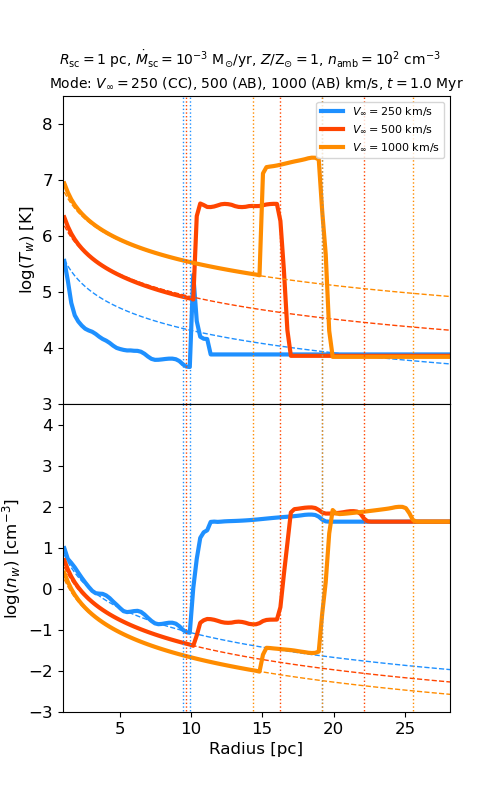 R_sc = 1 pc, Ṁ_sc = 10^−3 M_⊙/yr, Z/Z_⊙ = 1, n_amb = 10^2 cm^−3
Mode: V_∞ = 250 (CC), 500 (AB), 1000 (AB) km/s, t = 1.0 Myr
V_∞ = 250 km/s
V_∞ = 500 km/s
V_∞ = 1000 km/s
log(T_w) [K]
8
7
6
5
4
3
log(n_w) [cm^−3]
4
3
2
1
0
−1
−2
−3
5 10 15 20 25
Radius [pc]